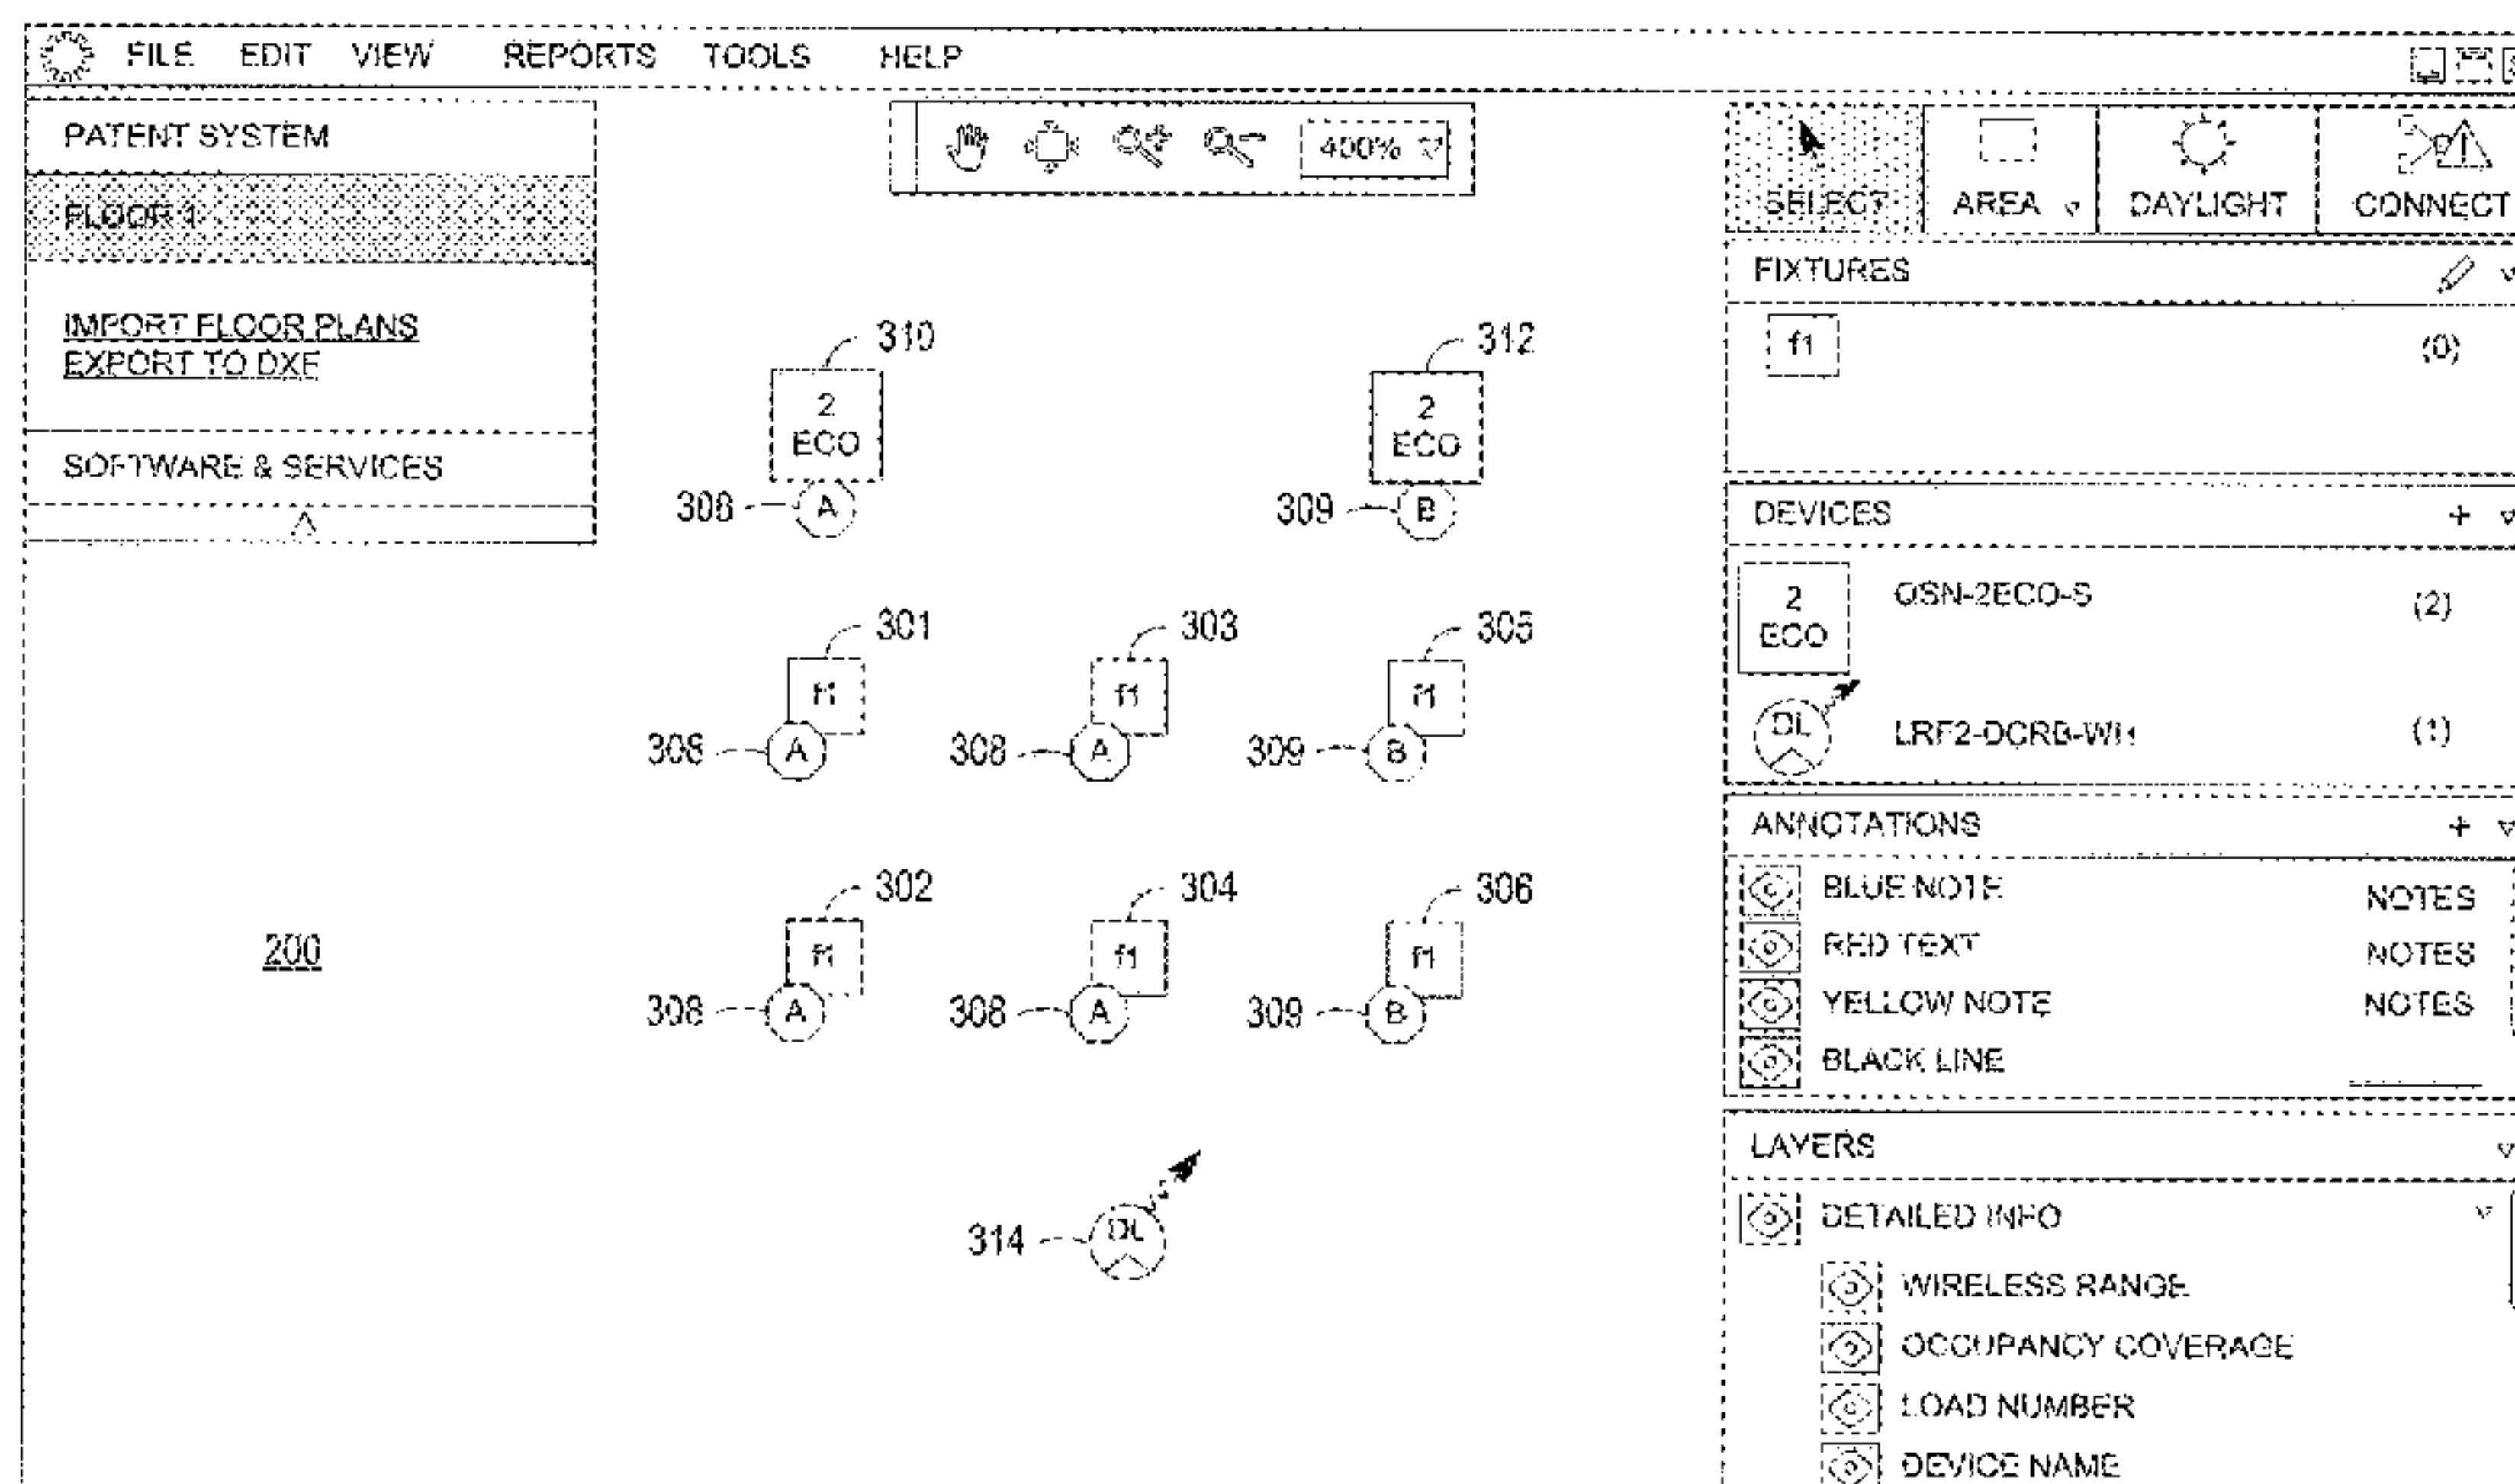 FILE EDIT VIEW REPORTS TOOLS HELP
PATENT SYSTEM
FLOOR 1
IMPORT FLOOR PLANS
EXPORT TO DXF
SOFTWARE & SERVICES
400%
SELECT AREA DAYLIGHT CONNECT
FIXTURES
f1 (0)
DEVICES
2 ECO QSN-2ECO-S (2)
DL LRF2-DCRB-WH (1)
ANNOTATIONS
BLUE NOTE NOTES
RED TEXT NOTES
YELLOW NOTE NOTES
BLACK LINE
LAYERS
DETAILED INFO
WIRELESS RANGE
OCCUPANCY COVERAGE
LOAD NUMBER
DEVICE NAME
310 312
2 2
ECO ECO
308 A 309 B
301 303 305
f1 f1 f1
308 A 308 A 309 B
302 304 306
f1 f1 f1
308 A 308 A 309 B
200
314 DL